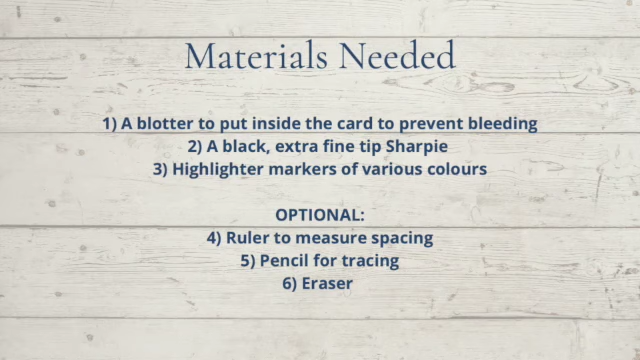 Materials Needed
1) A blotter to put inside the card to prevent bleeding
2) A black, extra fine tip Sharpie
3) Highlighter markers of various colours
OPTIONAL:
4) Ruler to measure spacing
5) Pencil for tracing
6) Eraser